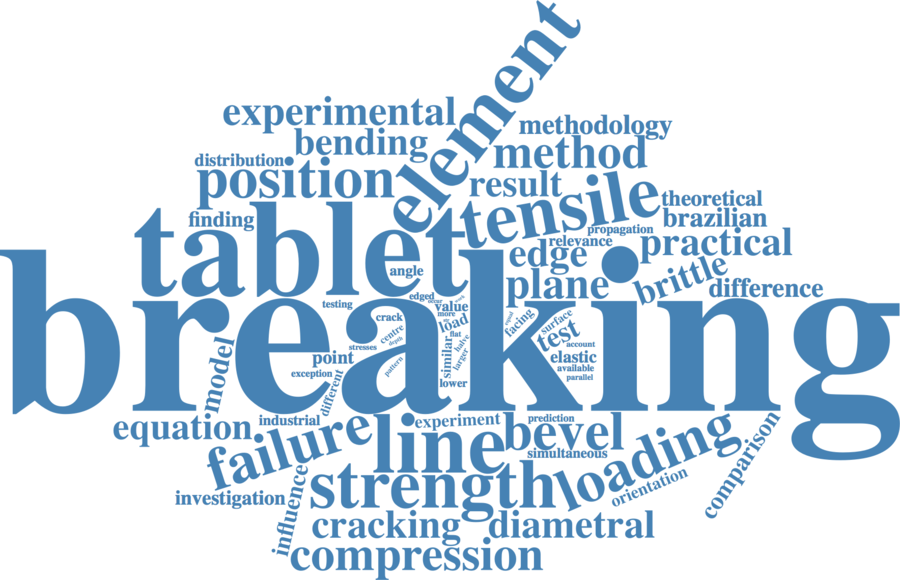 element
experimental
methodology
bending
method
distribution
position
result
tensile
theoretical
finding
tablet
propagation
brazilian
relevance
practical
edge
angle
plane
brittle
difference
breaking
testing
edged
occur
value
more
crack
load
equal
facing
surface
test
centre
depth
flat
stresses
similar
halve
larger
account
point
elastic
pattern
available
exception
different
lower
parallel
model
equation
industrial
failure
line
experiment
prediction
bevel
simultaneous
loading
comparison
investigation
influence
strength
orientation
cracking
diametral
compression